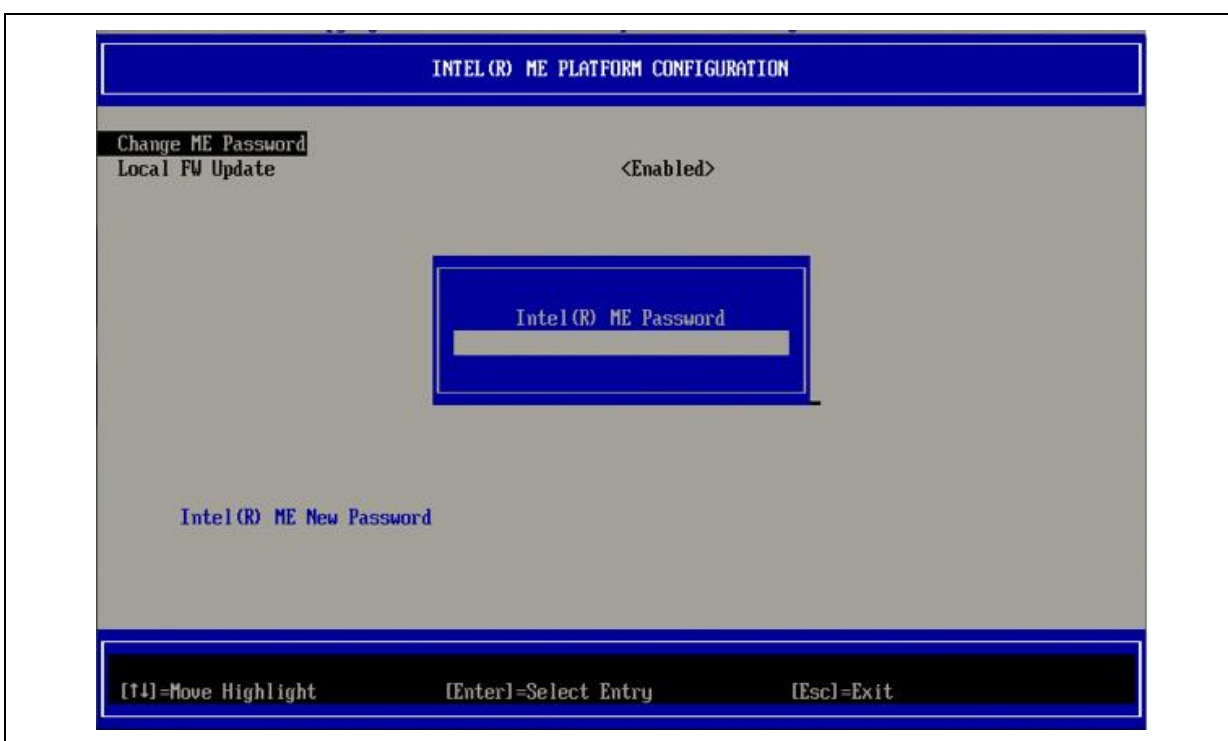 INTEL(R) ME PLATFORM CONFIGURATION
Change ME Password
Local FW Update <Enabled>
Intel(R) ME Password
Intel(R) ME New Password
[↑↓]=Move Highlight [Enter]=Select Entry [Esc]=Exit